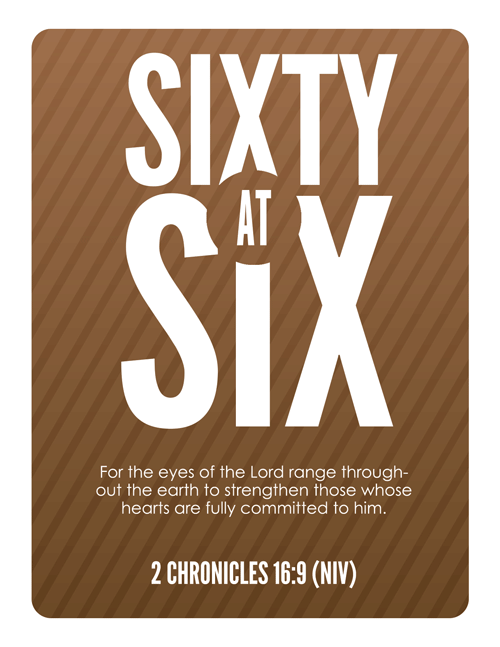 SIXTY
AT
SiX
For the eyes of the Lord range through-
out the earth to strengthen those whose
hearts are fully committed to him.
2 CHRONICLES 16:9 (NIV)